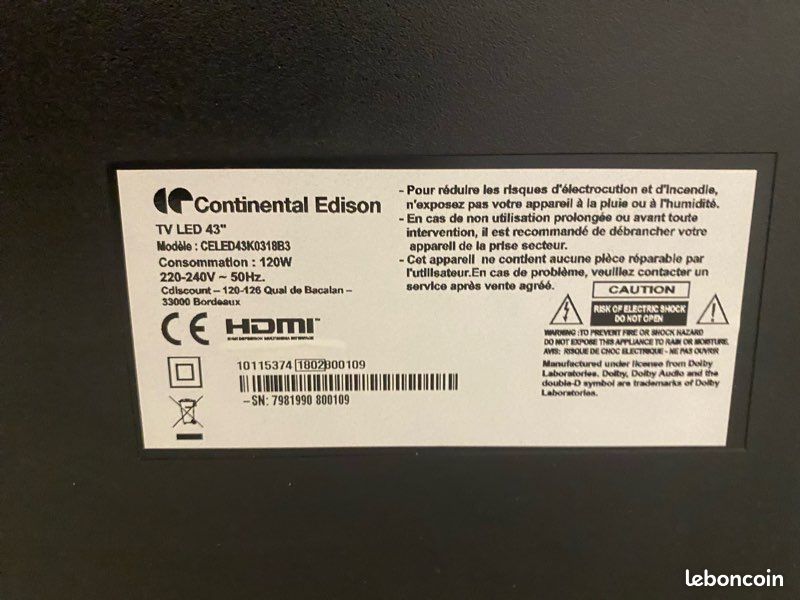 Continental Edison
TV LED 43"
Modèle : CELED43K0318B3
Consommation : 120W
220-240V ~ 50Hz.
Cdiscount – 120-126 Quai de Bacalan –
33000 Bordeaux
CE HDMI™
HIGH DEFINITION MULTIMEDIA INTERFACE
10115374 1802800109
–SN: 7981990 800109
- Pour réduire les risques d'électrocution et d'incendie,
n'exposez pas votre appareil à la pluie ou à l'humidité.
- En cas de non utilisation prolongée ou avant toute
intervention, il est recommandé de débrancher votre
appareil de la prise secteur.
- Cet appareil ne contient aucune pièce réparable par
l'utilisateur.En cas de problème, veuillez contacter un
service après vente agréé.
CAUTION
RISK OF ELECTRIC SHOCK
DO NOT OPEN
WARNING : TO PREVENT FIRE OR SHOCK HAZARD
DO NOT EXPOSE THIS APPLIANCE TO RAIN OR MOISTURE.
AVIS: RISQUE DE CHOC ELECTRIQUE - NE PAS OUVRIR
Manufactured under license from Dolby
Laboratories. Dolby, Dolby Audio and the
double-D symbol are trademarks of Dolby
Laboratories.
leboncoin